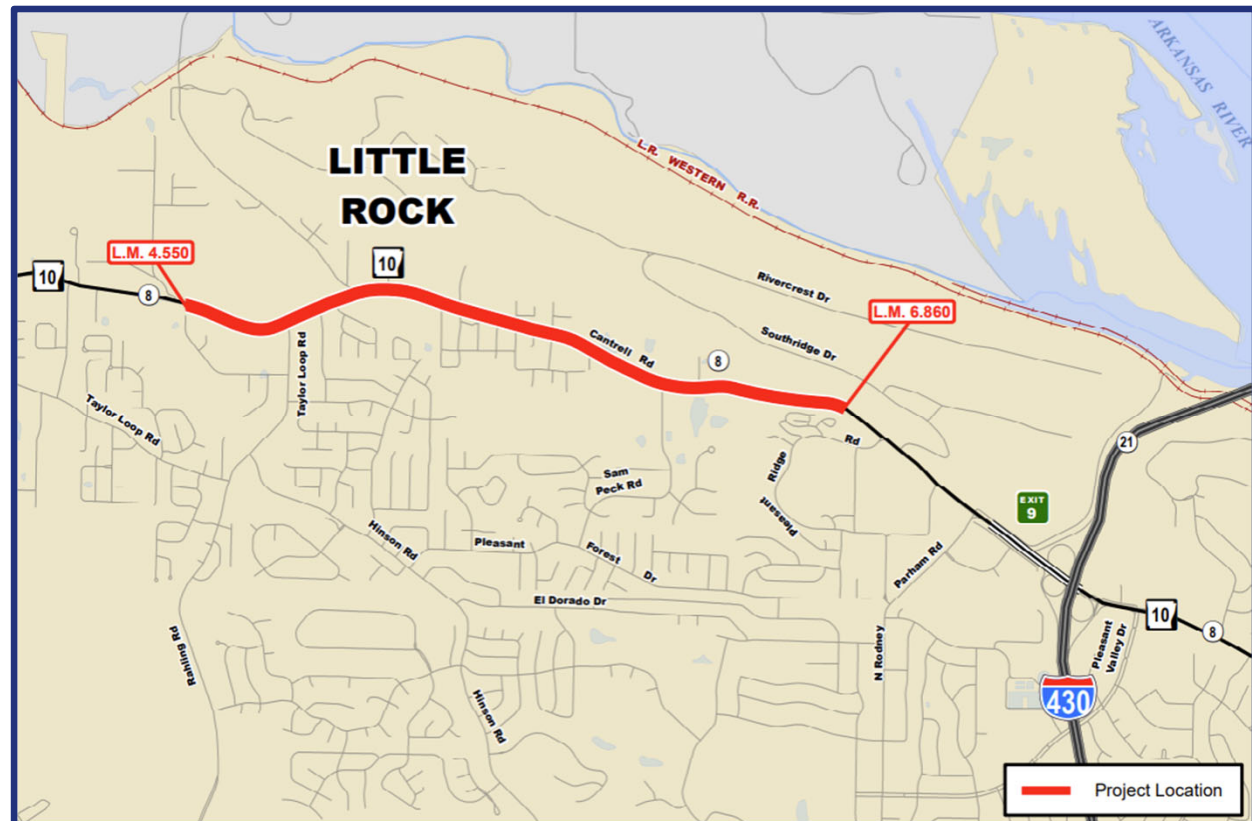 ARKANSAS RIVER
L.R. WESTERN R.R.
LITTLE
ROCK
L.M. 4.550
10
10
8
Rivercrest Dr
L.M. 6.860
Southridge Dr
Cantrell Rd
8
Taylor Loop Rd
Taylor Loop Rd
Rd
Ridge
Pleasant
21
Sam
Peck Rd
EXIT
9
Hinson Rd
Pleasant
Forest
Dr
Parham Rd
El Dorado Dr
10
8
Pleasant
Valley Dr
Rahling Rd
N Rodney
Hinson Rd
430
Project Location